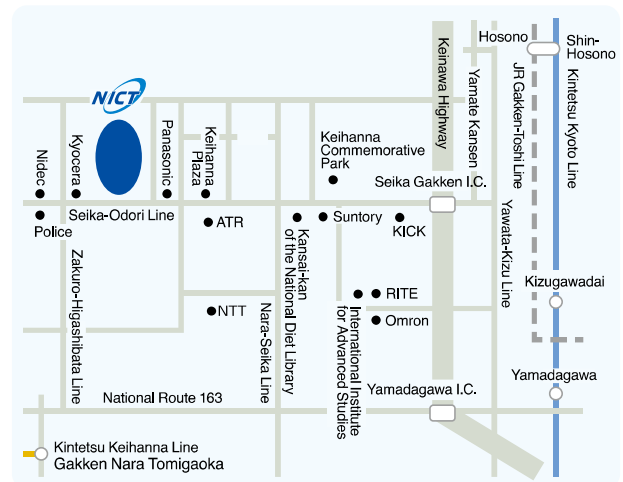 Hosono
Shin-
Hosono
Keinawa Highway
Yamate Kansen
JR Gakken-Toshi Line
Kintetsu Kyoto Line
NICT
Nidec
Kyocera
Panasonic
Keihanna
Plaza
Keihanna
Commemorative
Park
Seika Gakken I.C.
Police
Seika-Odori Line
ATR
Suntory
KICK
Kansai-kan
of the National Diet Library
Yawata-Kizu Line
Zakuro-Higashibata Line
NTT
Nara-Seika Line
RITE
Omron
International Institute
for Advanced Studies
Kizugawadai
Yamadagawa
Yamadagawa I.C.
National Route 163
Kintetsu Keihanna Line
Gakken Nara Tomigaoka